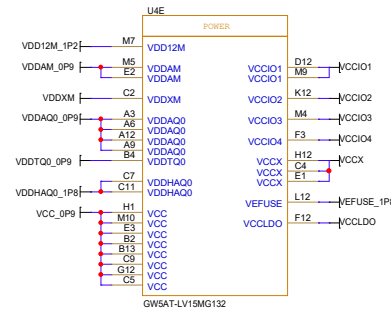 U4E
POWER
VDD12M_1P2 M7 VDD12M
VDDAM_0P9 M5 VDDAM
E2 VDDAM
VDDXM C2 VDDXM
VDDAQ0_0P9 A3 VDDAQ0
A6 VDDAQ0
A12 VDDAQ0
A9 VDDAQ0
VDDTQ0_0P9 B4 VDDTQ0
C7 VDDHAQ0
VDDHAQ0_1P8 C11 VDDHAQ0
VCC_0P9 H1 VCC
M10 VCC
E3 VCC
B2 VCC
B13 VCC
C9 VCC
G12 VCC
C5 VCC
VCCIO1 D12 VCCIO1
VCCIO1 M9
VCCIO2 K12 VCCIO2
VCCIO3 M4 VCCIO3
VCCIO4 F3 VCCIO4
VCCX H12 VCCX
VCCX C4
VCCX E1
VEFUSE L12 VEFUSE_1P8
VCCLDO F12 VCCLDO
GW5AT-LV15MG132